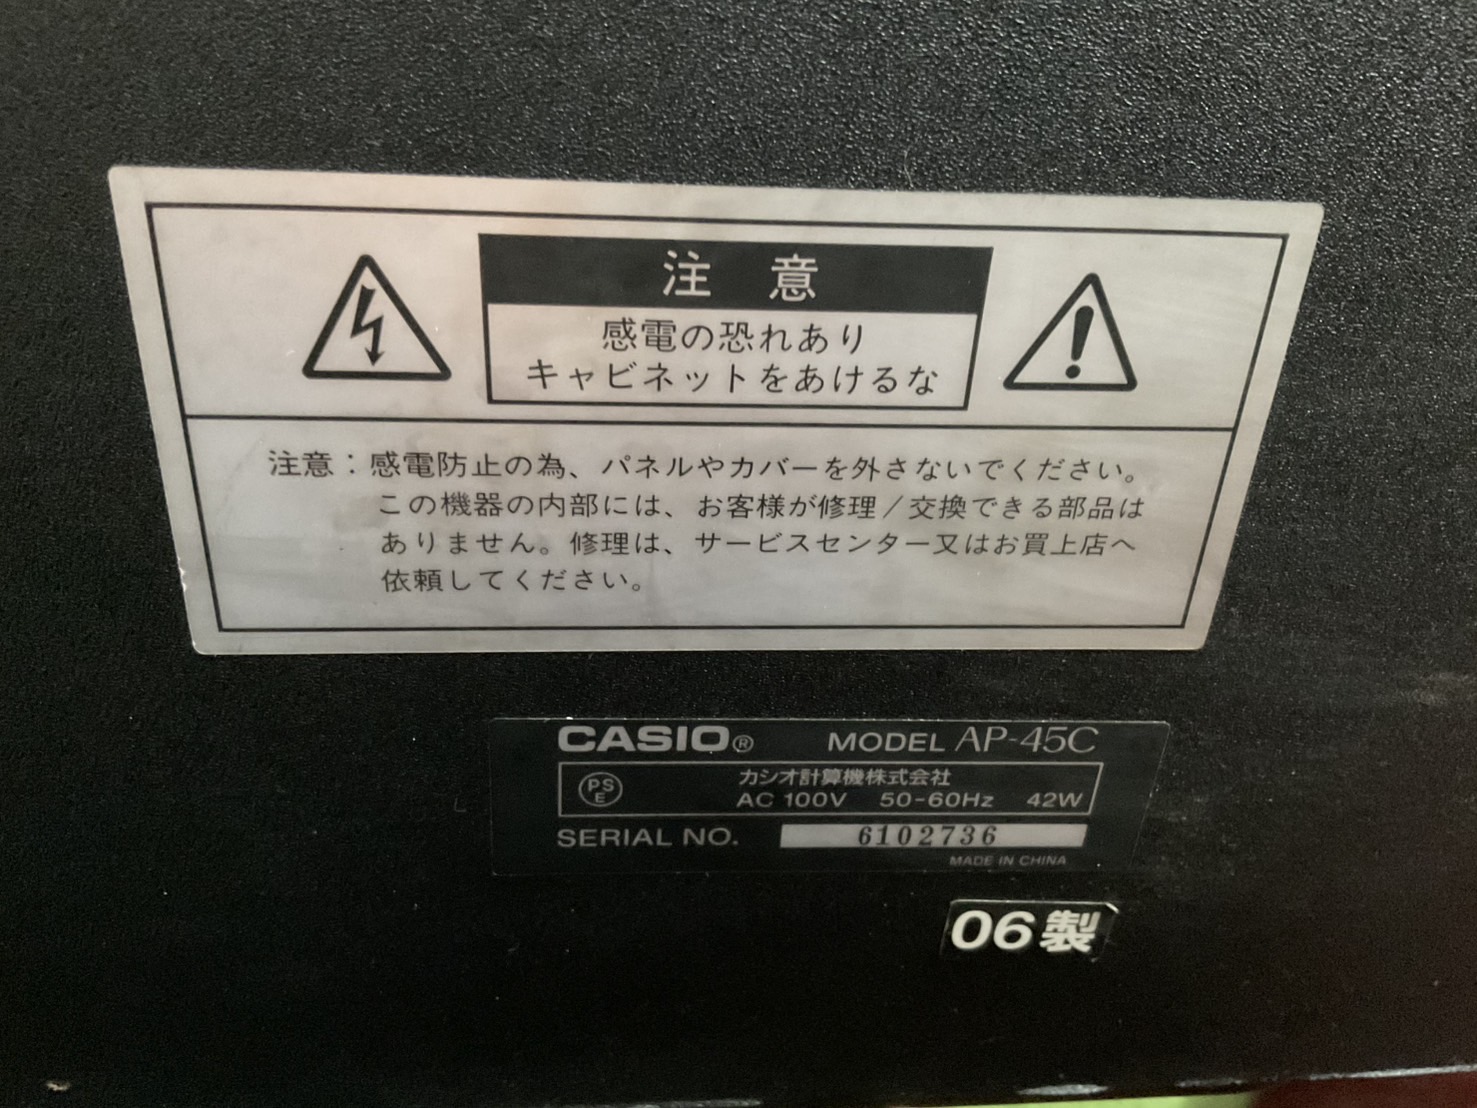 注意
感電の恐れあり
キャビネットをあけるな
注意：感電防止の為、パネルやカバーを外さないでください。
この機器の内部には、お客様が修理／交換できる部品は
ありません。修理は、サービスセンター又はお買上店へ
依頼してください。
CASIO® MODEL AP-45C
PSE カシオ計算機株式会社
AC 100V 50-60Hz 42W
SERIAL NO. 6102736
MADE IN CHINA
06製